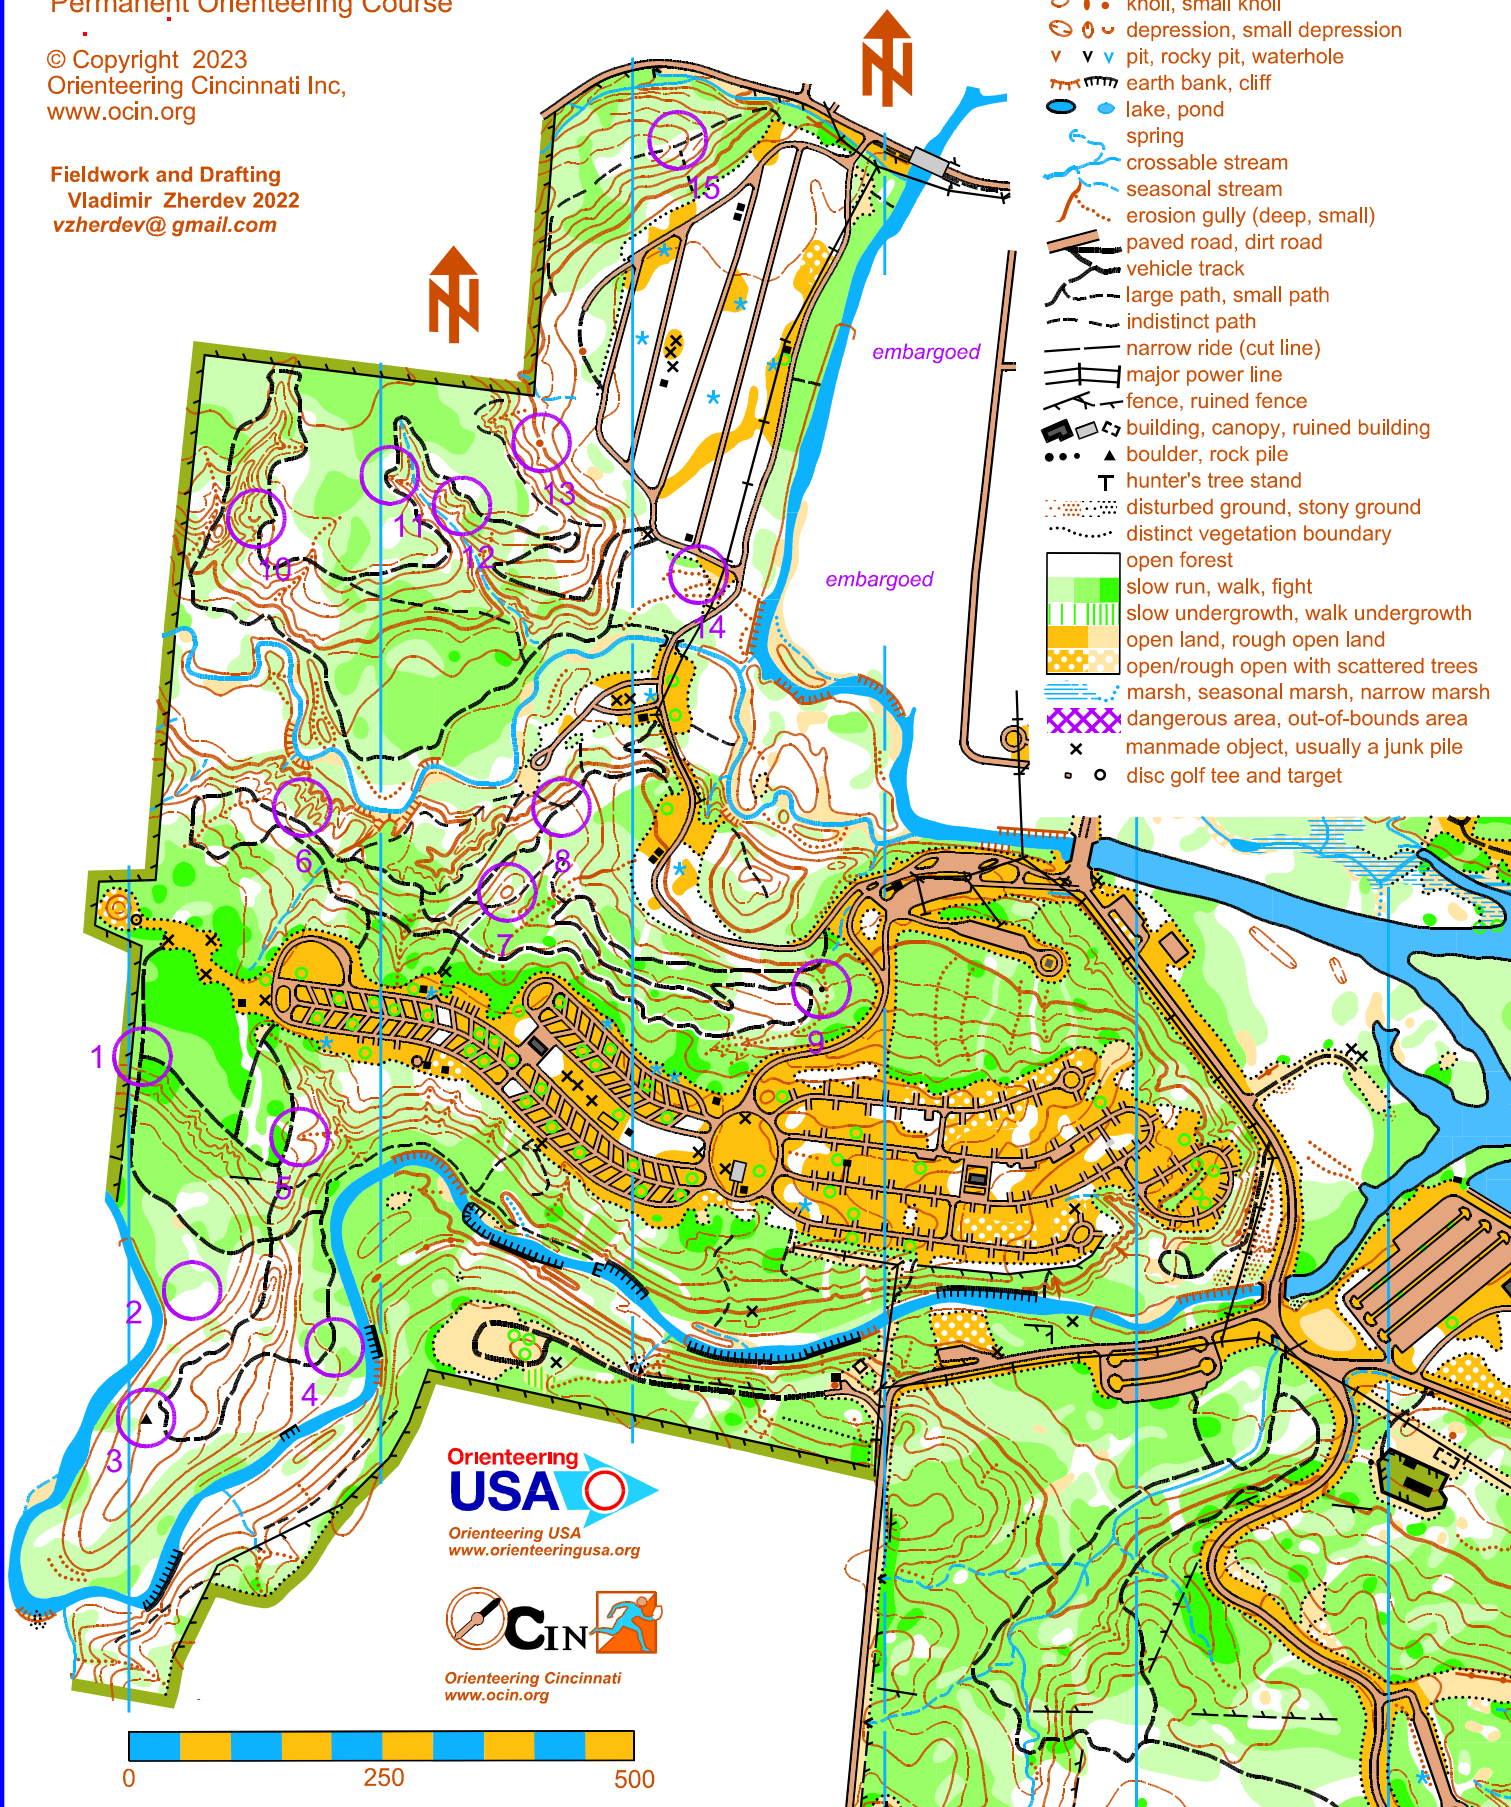 Permanent Orienteering Course
© Copyright 2023
Orienteering Cincinnati Inc,
www.ocin.org
Fieldwork and Drafting
Vladimir Zherdev 2022
vzherdev@ gmail.com
knoll, small knoll
depression, small depression
pit, rocky pit, waterhole
earth bank, cliff
lake, pond
spring
crossable stream
seasonal stream
erosion gully (deep, small)
paved road, dirt road
vehicle track
large path, small path
indistinct path
narrow ride (cut line)
major power line
fence, ruined fence
building, canopy, ruined building
boulder, rock pile
hunter's tree stand
disturbed ground, stony ground
distinct vegetation boundary
open forest
slow run, walk, fight
slow undergrowth, walk undergrowth
open land, rough open land
open/rough open with scattered trees
marsh, seasonal marsh, narrow marsh
dangerous area, out-of-bounds area
manmade object, usually a junk pile
disc golf tee and target
embargoed
embargoed
15
13
11
12
10
14
6
8
7
9
1
5
2
4
3
Orienteering
USA
Orienteering USA
www.orienteeringusa.org
OCIN
Orienteering Cincinnati
www.ocin.org
0 250 500